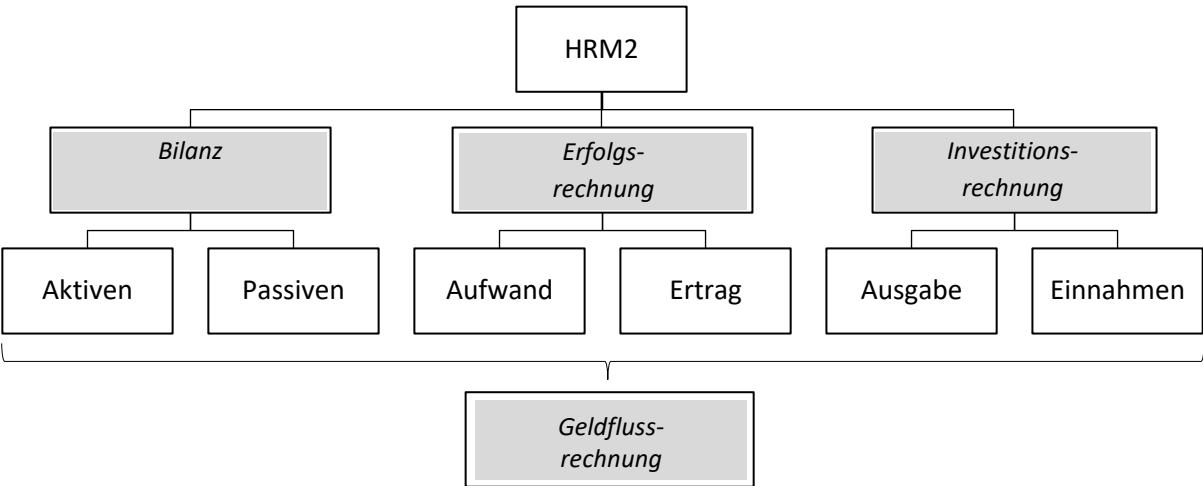 HRM2
Bilanz
Erfolgs-
rechnung
Investitions-
rechnung
Aktiven
Passiven
Aufwand
Ertrag
Ausgabe
Einnahmen
Geldfluss-
rechnung